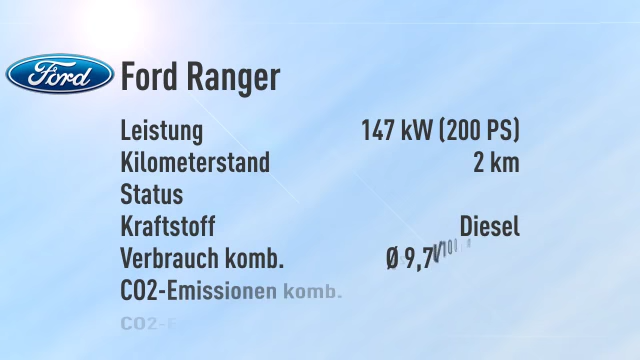 Ford
Ford Ranger
Leistung 147 kW (200 PS)
Kilometerstand 2 km
Status
Kraftstoff Diesel
Verbrauch komb. Ø 9,7
CO2-Emissionen komb.